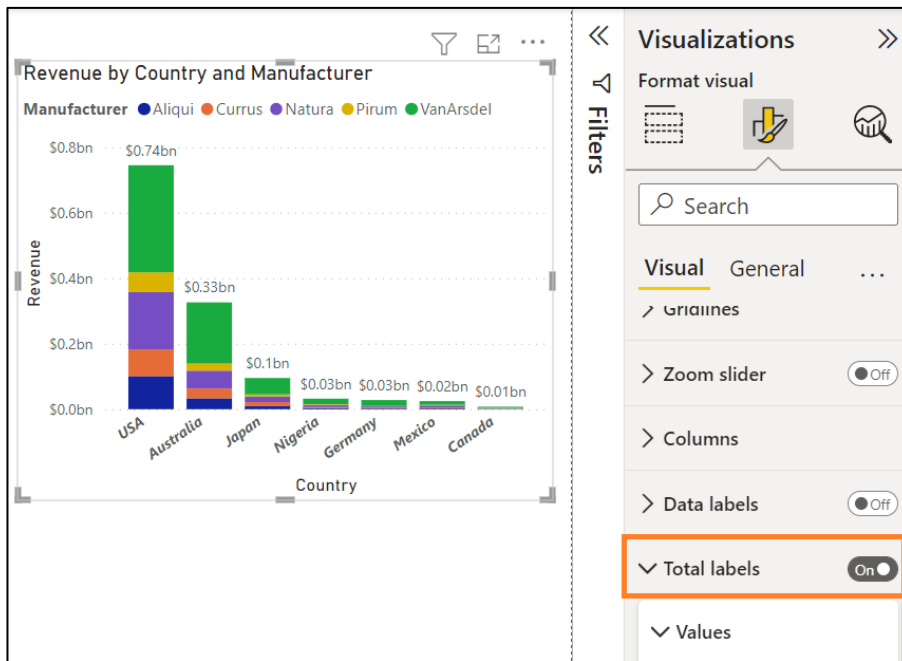 Revenue by Country and Manufacturer
Manufacturer Aliqui Currus Natura Pirum VanArsdel
$0.8bn
$0.6bn
$0.4bn
$0.2bn
$0.0bn
Revenue
$0.74bn
$0.33bn
$0.1bn
$0.03bn
$0.03bn
$0.02bn
$0.01bn
USA
Australia
Japan
Nigeria
Germany
Mexico
Canada
Country
Filters
Visualizations
Format visual
Search
Visual General ...
Gridlines
Zoom slider Off
Columns
Data labels Off
Total labels On
Values